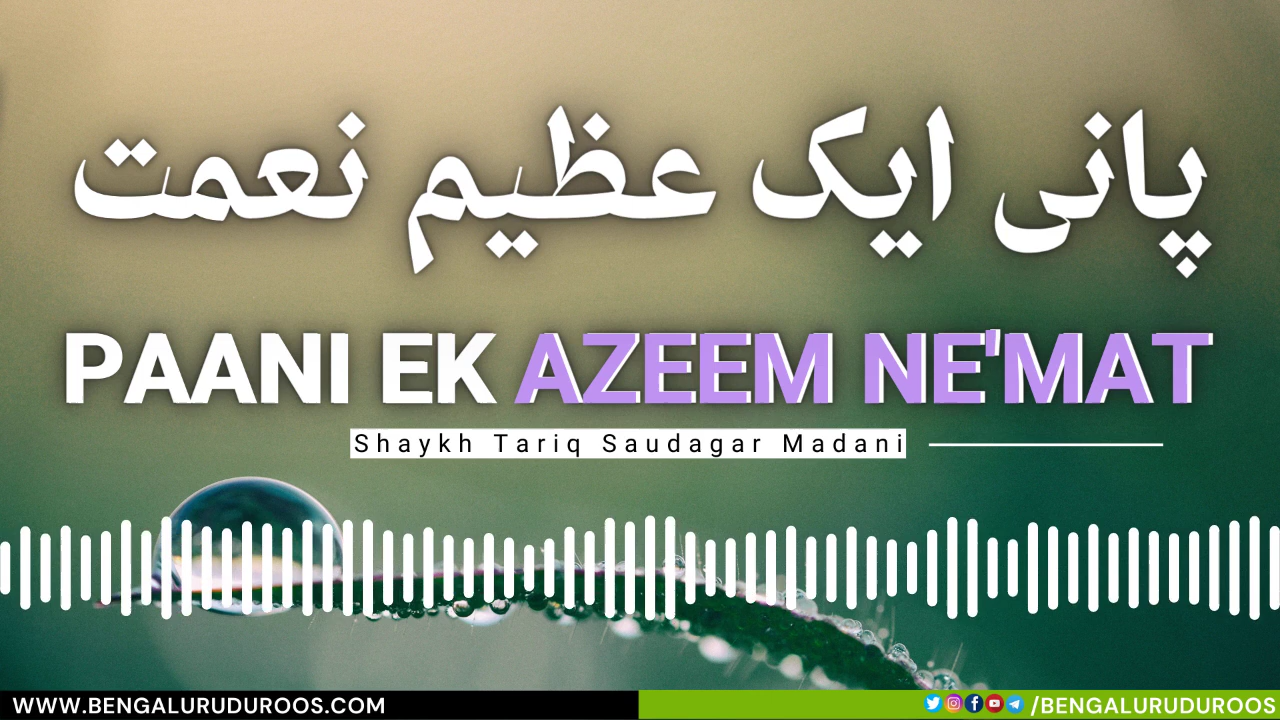 پانی ایک عظیم نعمت
PAANI EK AZEEM NE'MAT
Shaykh Tariq Saudagar Madani
WWW.BENGALURUDUROOS.COM
/BENGALURUDUROOS